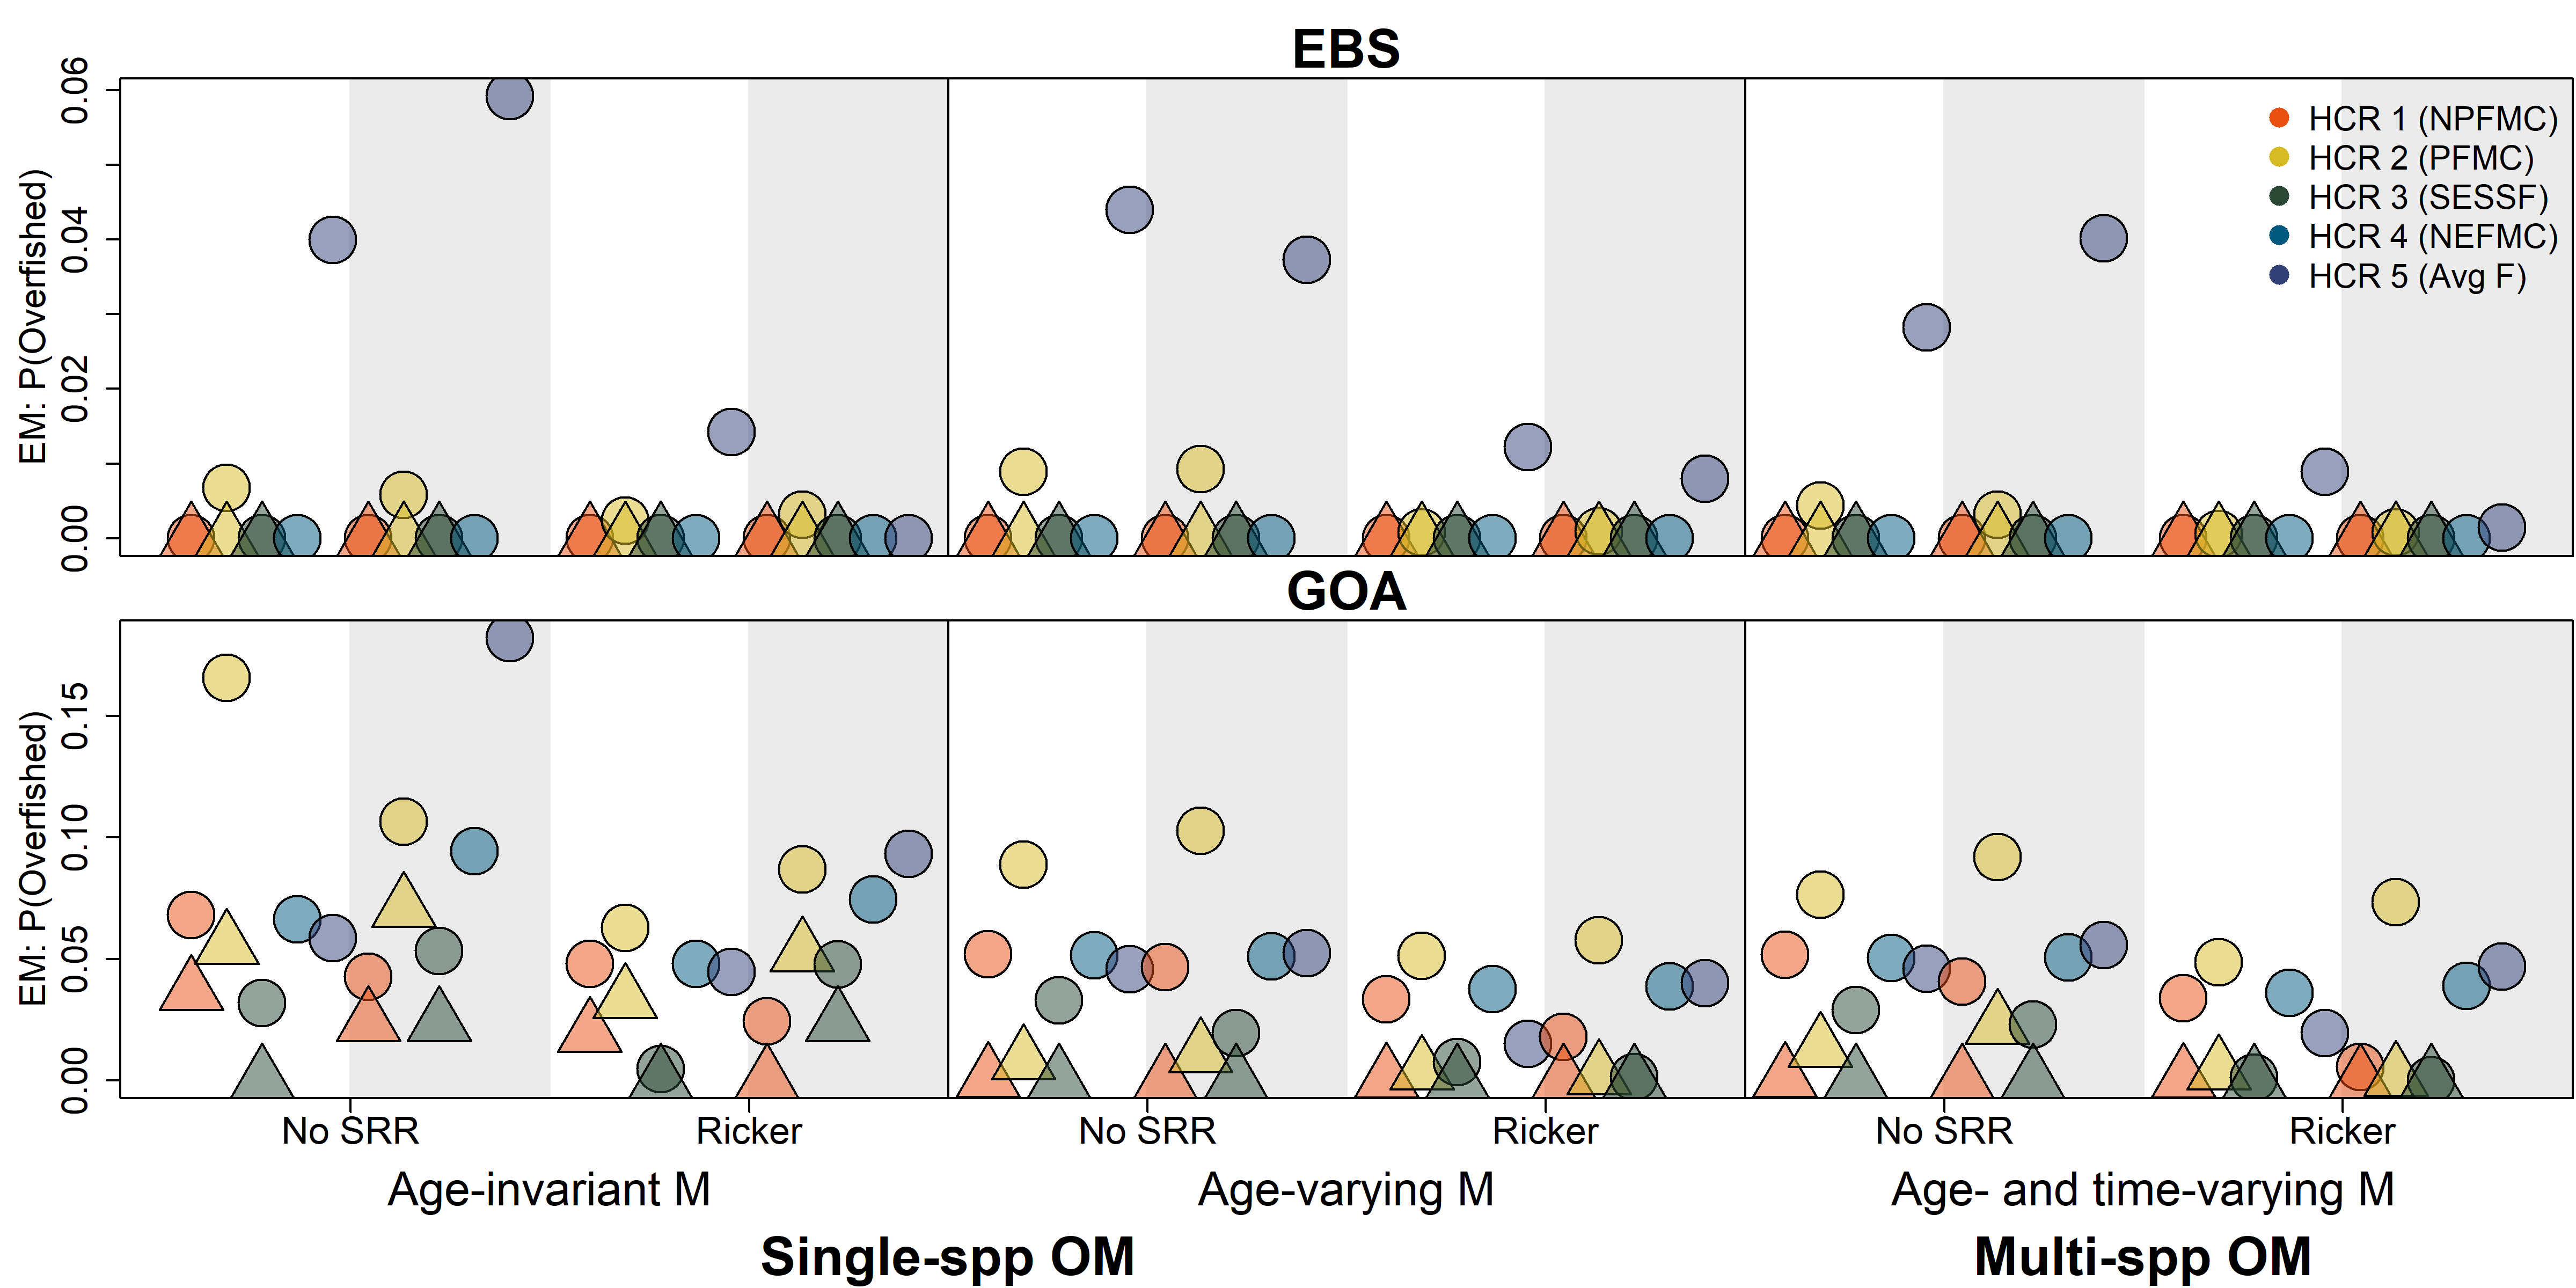 EBS
EM: P(Overfished)
0.06
0.04
0.02
0.00
HCR 1 (NPFMC)
HCR 2 (PFMC)
HCR 3 (SESSF)
HCR 4 (NEFMC)
HCR 5 (Avg F)
GOA
EM: P(Overfished)
0.15
0.10
0.05
0.00
No SRR Ricker No SRR Ricker No SRR Ricker
Age-invariant M Age-varying M Age- and time-varying M
Single-spp OM Multi-spp OM